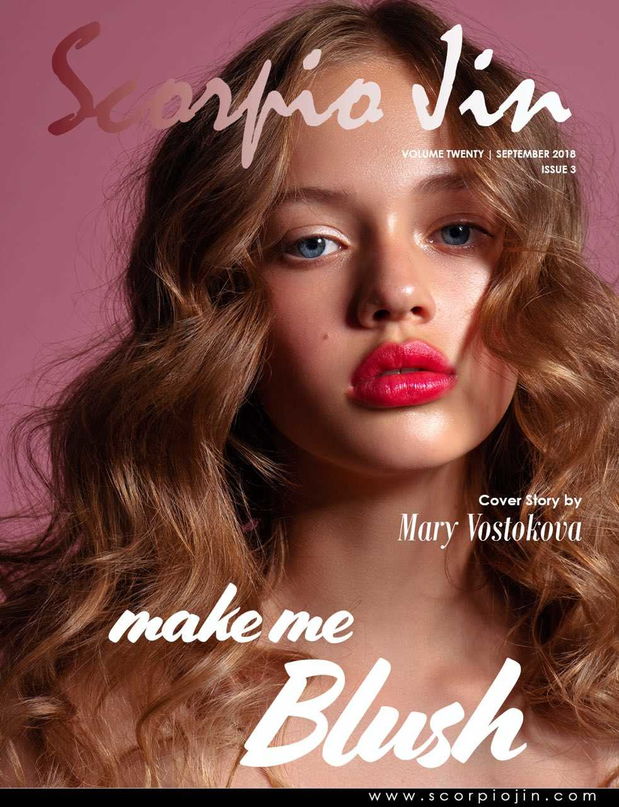 Scorpio Jin
VOLUME TWENTY | SEPTEMBER 2018
ISSUE 3
Cover Story by
Mary Vostokova
make me
Blush
www.scorpiojin.com